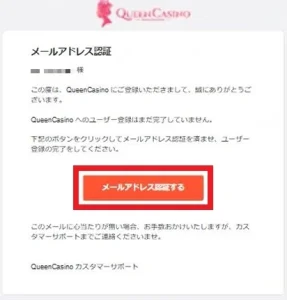 QUEENCASINO
メールアドレス認証
様
この度は、QueenCasino にご登録いただきまして、誠にありがとうご
ざいます。
QueenCasino へのユーザー登録はまだ完了していません。
下記のボタンをクリックしてメールアドレス認証を済ませ、ユーザー
登録の完了をしてください。
メールアドレス認証する
このメールに心当たりが無い場合、お手数おかけいたしますが、カス
タマーサポートまでご連絡くださいませ。
QueenCasino カスタマーサポート